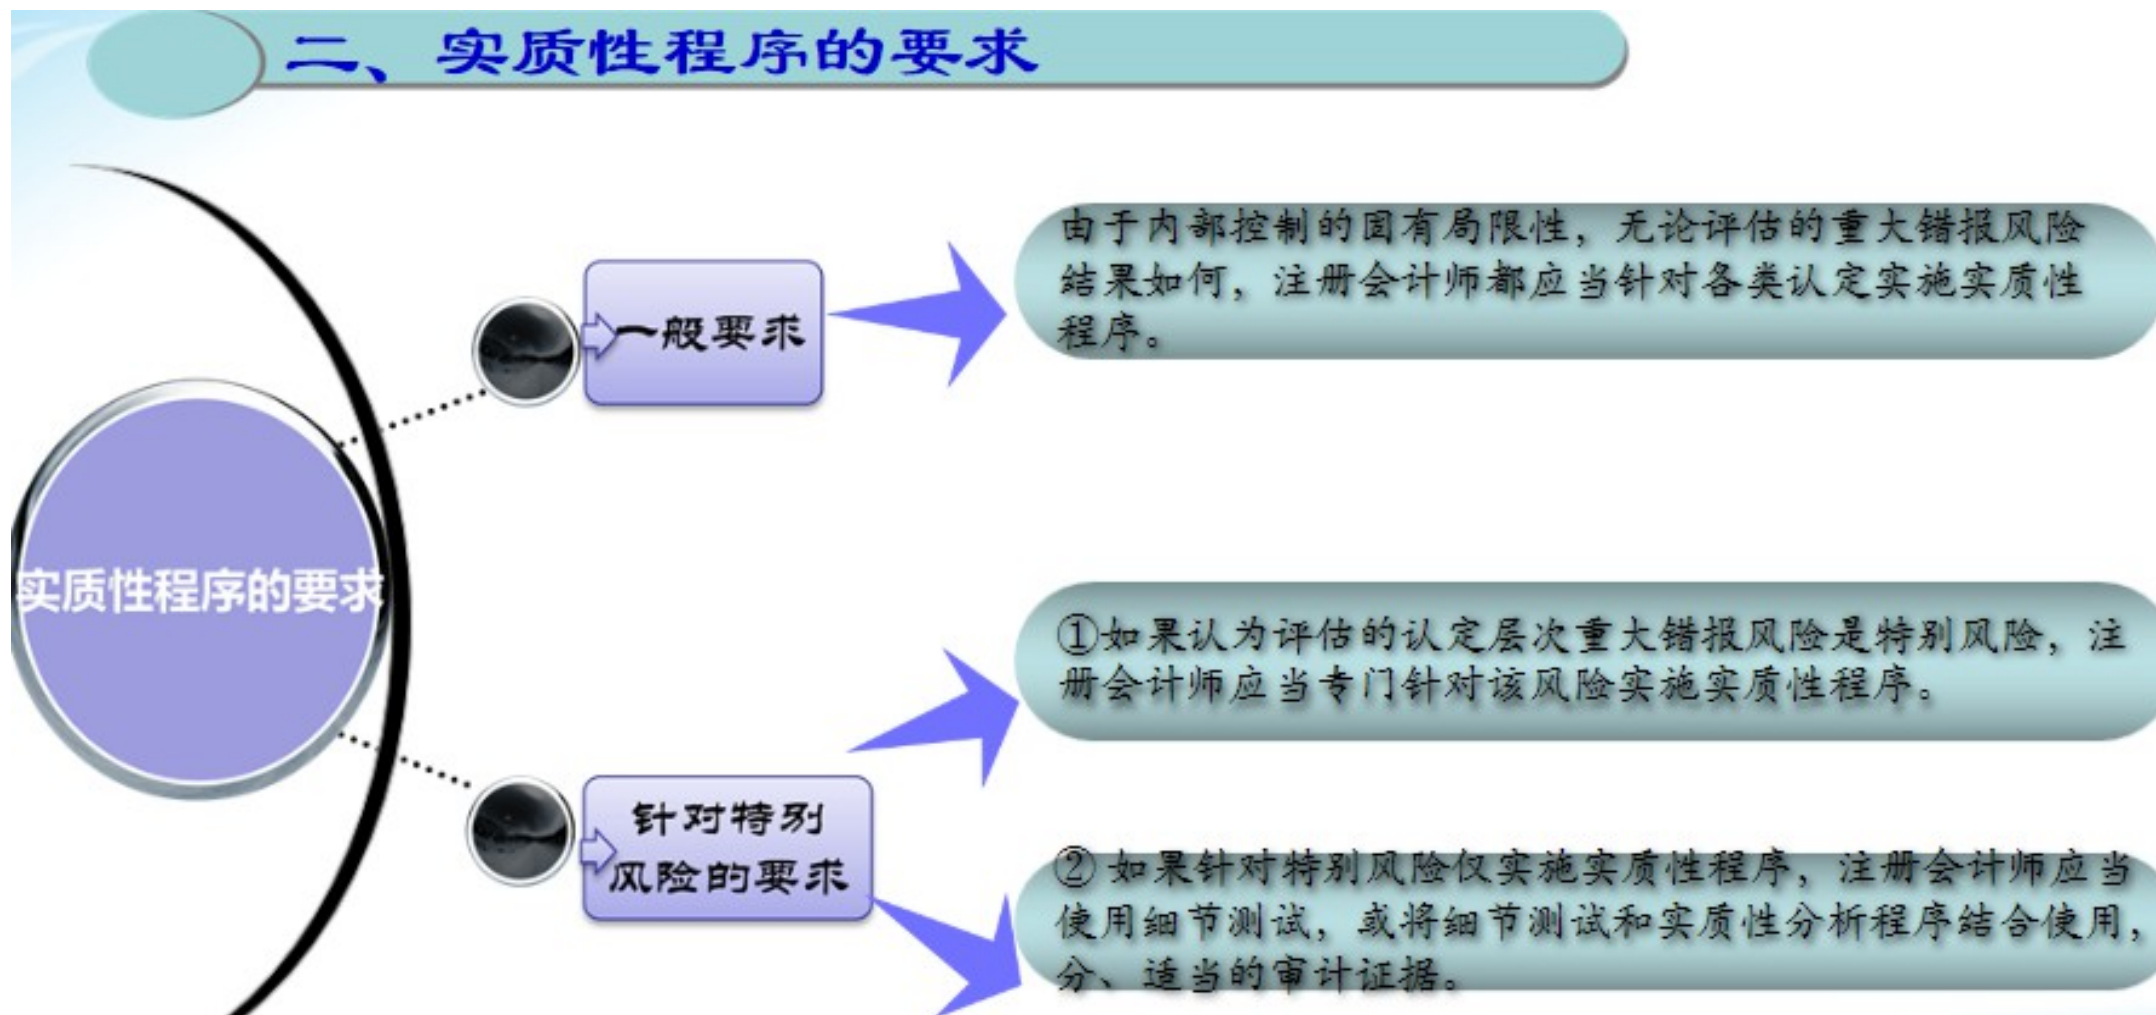 二、实质性程序的要求
由于内部控制的固有局限性，无论评估的重大错报风险
结果如何，注册会计师都应当针对各类认定实施实质性
程序。
一般要求
实质性程序的要求
①如果认为评估的认定层次重大错报风险是特别风险，注
册会计师应当专门针对该风险实施实质性程序。
针对特别
风险的要求
②如果针对特别风险仅实施实质性程序，注册会计师应当
使用细节测试，或将细节测试和实质性分析程序结合使用，
分、适当的审计证据。